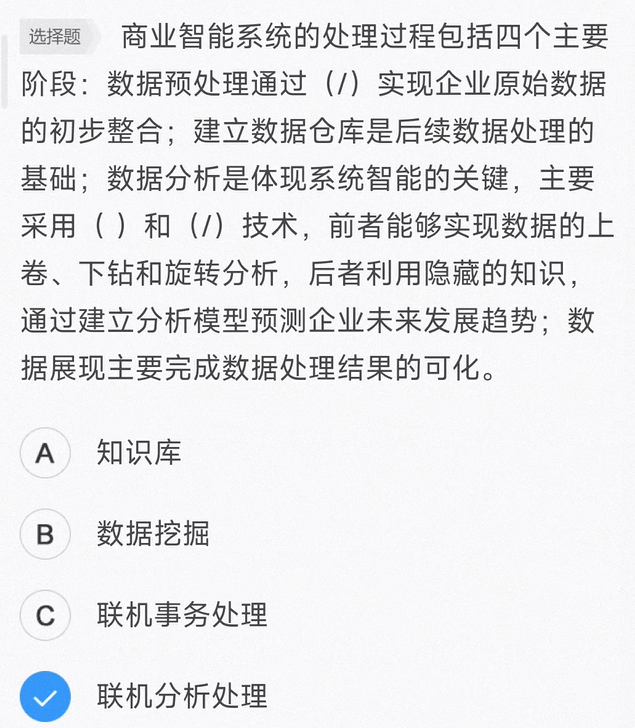 选择题 商业智能系统的处理过程包括四个主要
阶段：数据预处理通过（/）实现企业原始数据
的初步整合；建立数据仓库是后续数据处理的
基础；数据分析是体现系统智能的关键，主要
采用（ ）和（/）技术，前者能够实现数据的上
卷、下钻和旋转分析，后者利用隐藏的知识，
通过建立分析模型预测企业未来发展趋势；数
据展现主要完成数据处理结果的可化。
A 知识库
B 数据挖掘
C 联机事务处理
联机分析处理